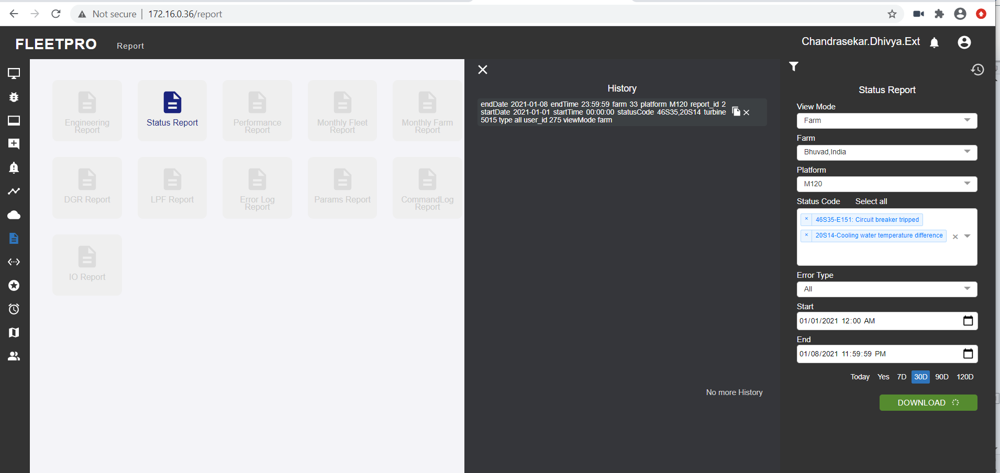 Not secure | 172.16.0.36/report
FLEETPRO
Report
Chandrasekar.Dhivya.Ext
Engineering
Report
Status Report
Performance
Report
Monthly Fleet
Report
Monthly Farm
Report
DGR Report
LPF Report
Error Log
Report
Params Report
CommandLog
Report
IO Report
History
endDate 2021-01-08 endTime 23:59:59 farm 33 platform M120 report_id 2
startDate 2021-01-01 startTime 00:00:00 statusCode 46S35,20S14 turbine
5015 type all user_id 275 viewMode farm
No more History
Status Report
View Mode
Farm
Farm
Bhuvad,India
Platform
M120
Status Code Select all
× 46S35-E151: Circuit breaker tripped
× 20S14-Cooling water temperature difference ×
Error Type
All
Start
01/01/2021 12:00 AM
End
01/08/2021 11:59:59 PM
Today Yes 7D 30D 90D 120D
DOWNLOAD